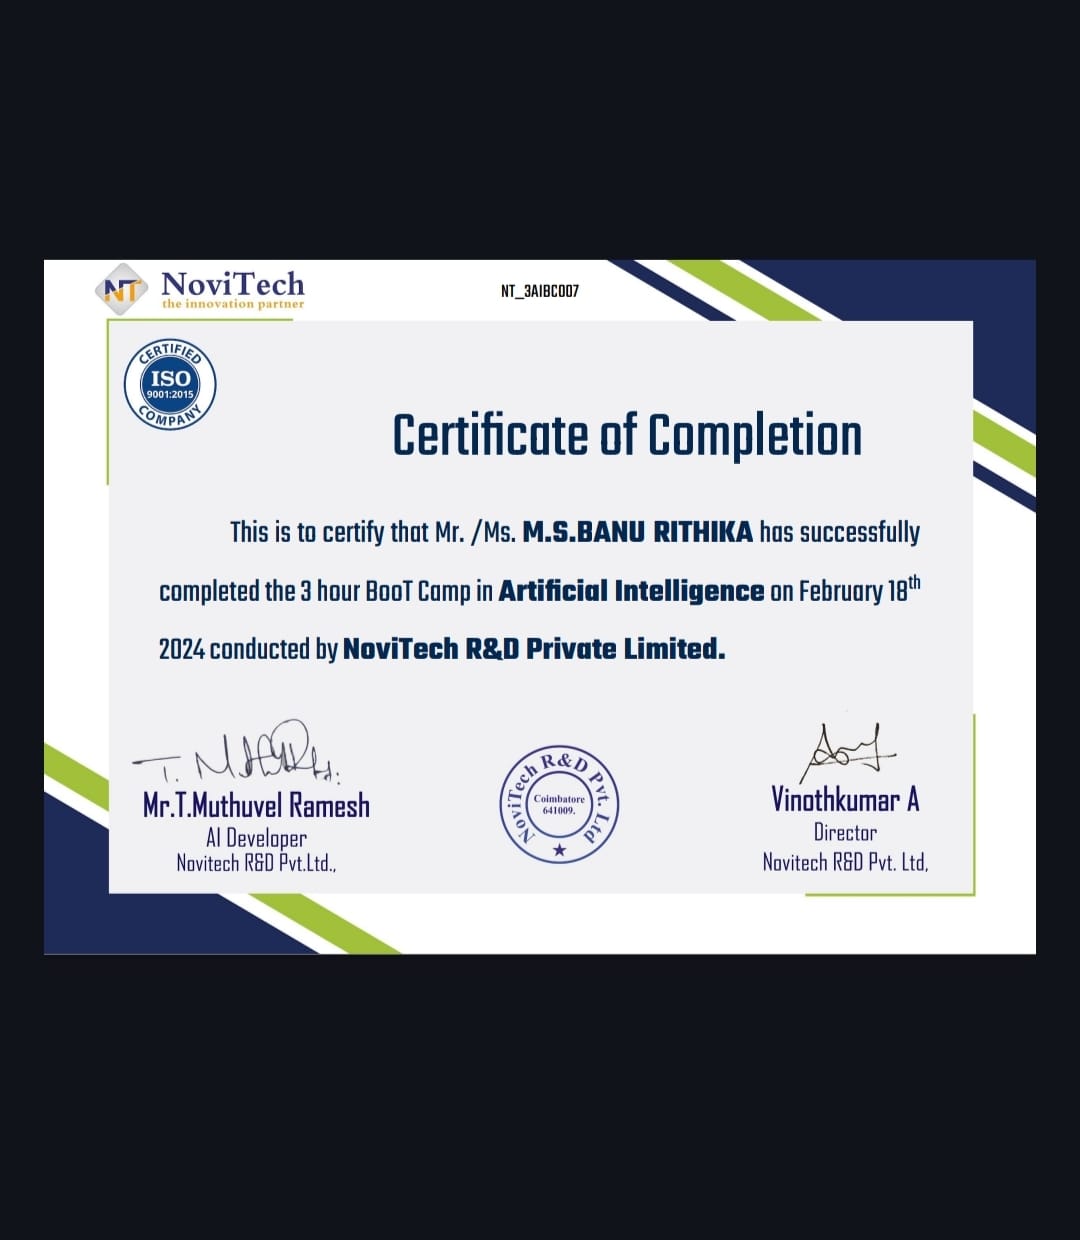 NT NoviTech
the innovation partner
NT_3AIBC007
CERTIFIED
ISO
9001:2015
COMPANY
Certificate of Completion
This is to certify that Mr. /Ms. M.S.BANU RITHIKA has successfully
completed the 3 hour BooT Camp in Artificial Intelligence on February 18th
2024 conducted by NoviTech R&D Private Limited.
Mr.T.Muthuvel Ramesh
AI Developer
Novitech R&D Pvt.Ltd.,
NoviTech R&D Pvt. Ltd
Coimbatore
641009.
Vinothkumar A
Director
Novitech R&D Pvt. Ltd,